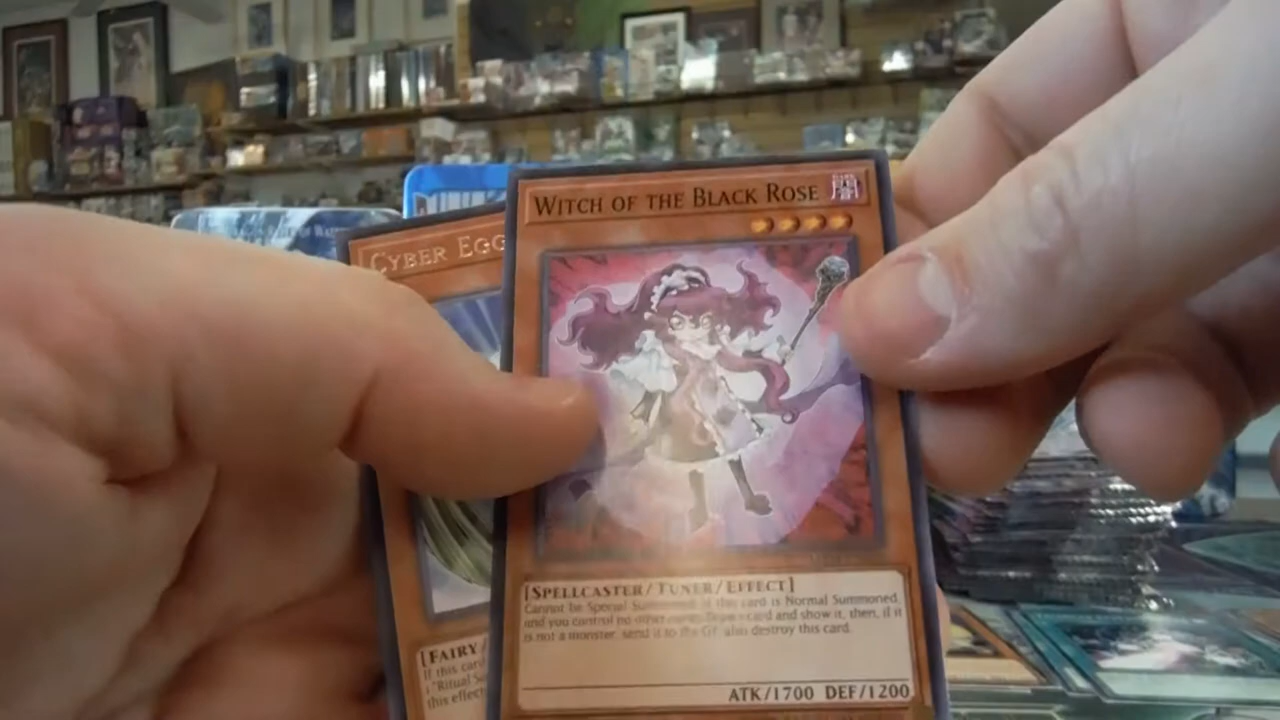 WITCH OF THE BLACK ROSE
CYBER EGG
[SPELLCASTER/TUNER/EFFECT]
Cannot be Special Summoned. If this card is Normal Summoned,
and you control no other cards: Draw 1 card and show it, then, if it
is not a monster, send it to the GY, also destroy this card.
ATK/1700 DEF/1200
[FAIRY/
If this card
"Ritual
this effect